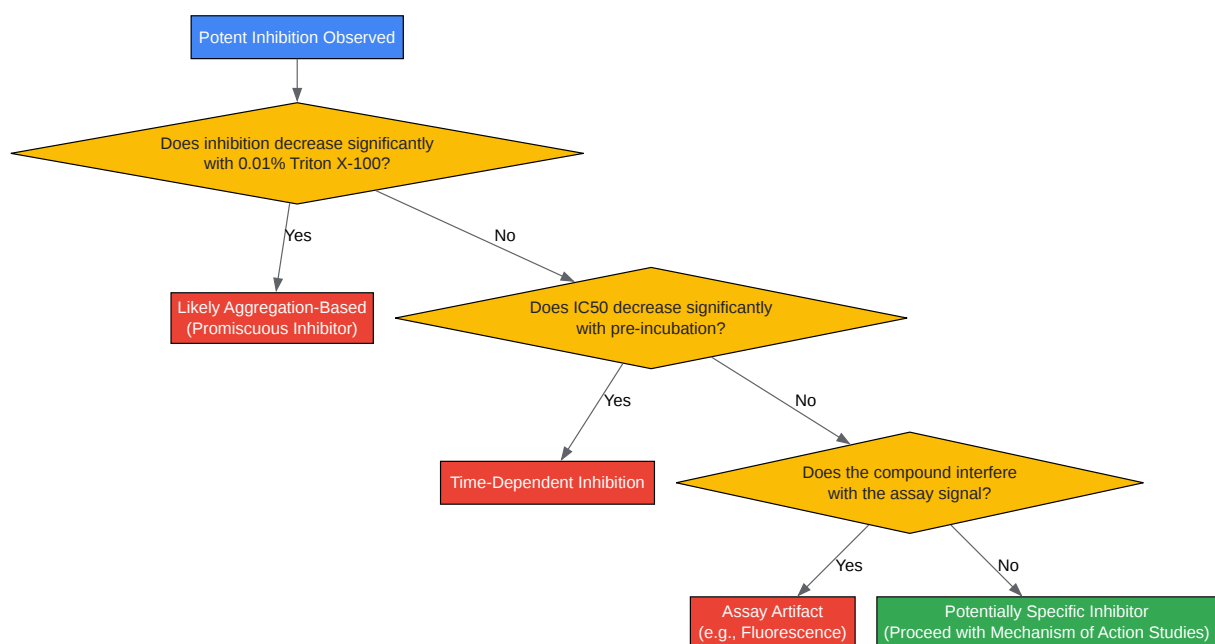 Potent Inhibition Observed
Does inhibition decrease significantly
with 0.01% Triton X-100?
Yes
No
Likely Aggregation-Based
(Promiscuous Inhibitor)
Does IC50 decrease significantly
with pre-incubation?
Yes
No
Time-Dependent Inhibition
Does the compound interfere
with the assay signal?
Yes
No
Assay Artifact
(e.g., Fluorescence)
Potentially Specific Inhibitor
(Proceed with Mechanism of Action Studies)